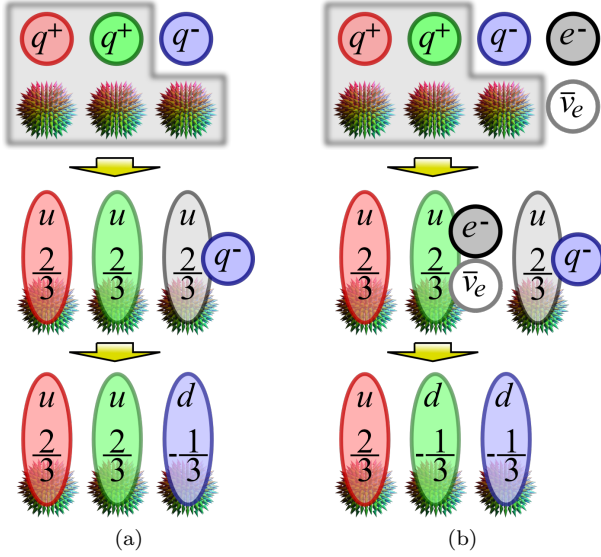 q⁺ q⁺ q⁻
u u u
2/3 2/3 2/3 q⁻
u u d
2/3 2/3 -1/3
(a)
q⁺ q⁺ q⁻ e⁻
ν̄ₑ
u u e⁻ u
2/3 2/3 ν̄ₑ 2/3 q⁻
u d d
2/3 -1/3 -1/3
(b)